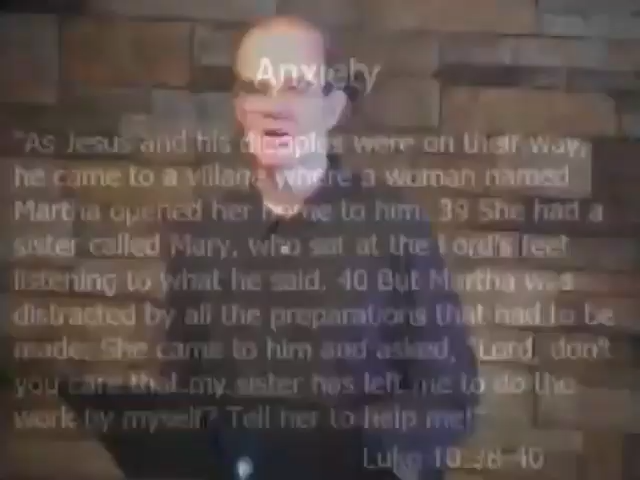 Anxiety
"As Jesus and his disciples were on their way,
he came to a village where a woman named
Martha opened her home to him. 39 She had a
sister called Mary, who sat at the Lord's feet
listening to what he said. 40 But Martha was
distracted by all the preparations that had to be
made. She came to him and asked, "Lord, don't
you care that my sister has left me to do the
work by myself? Tell her to help me!"
Luke 10:38-40